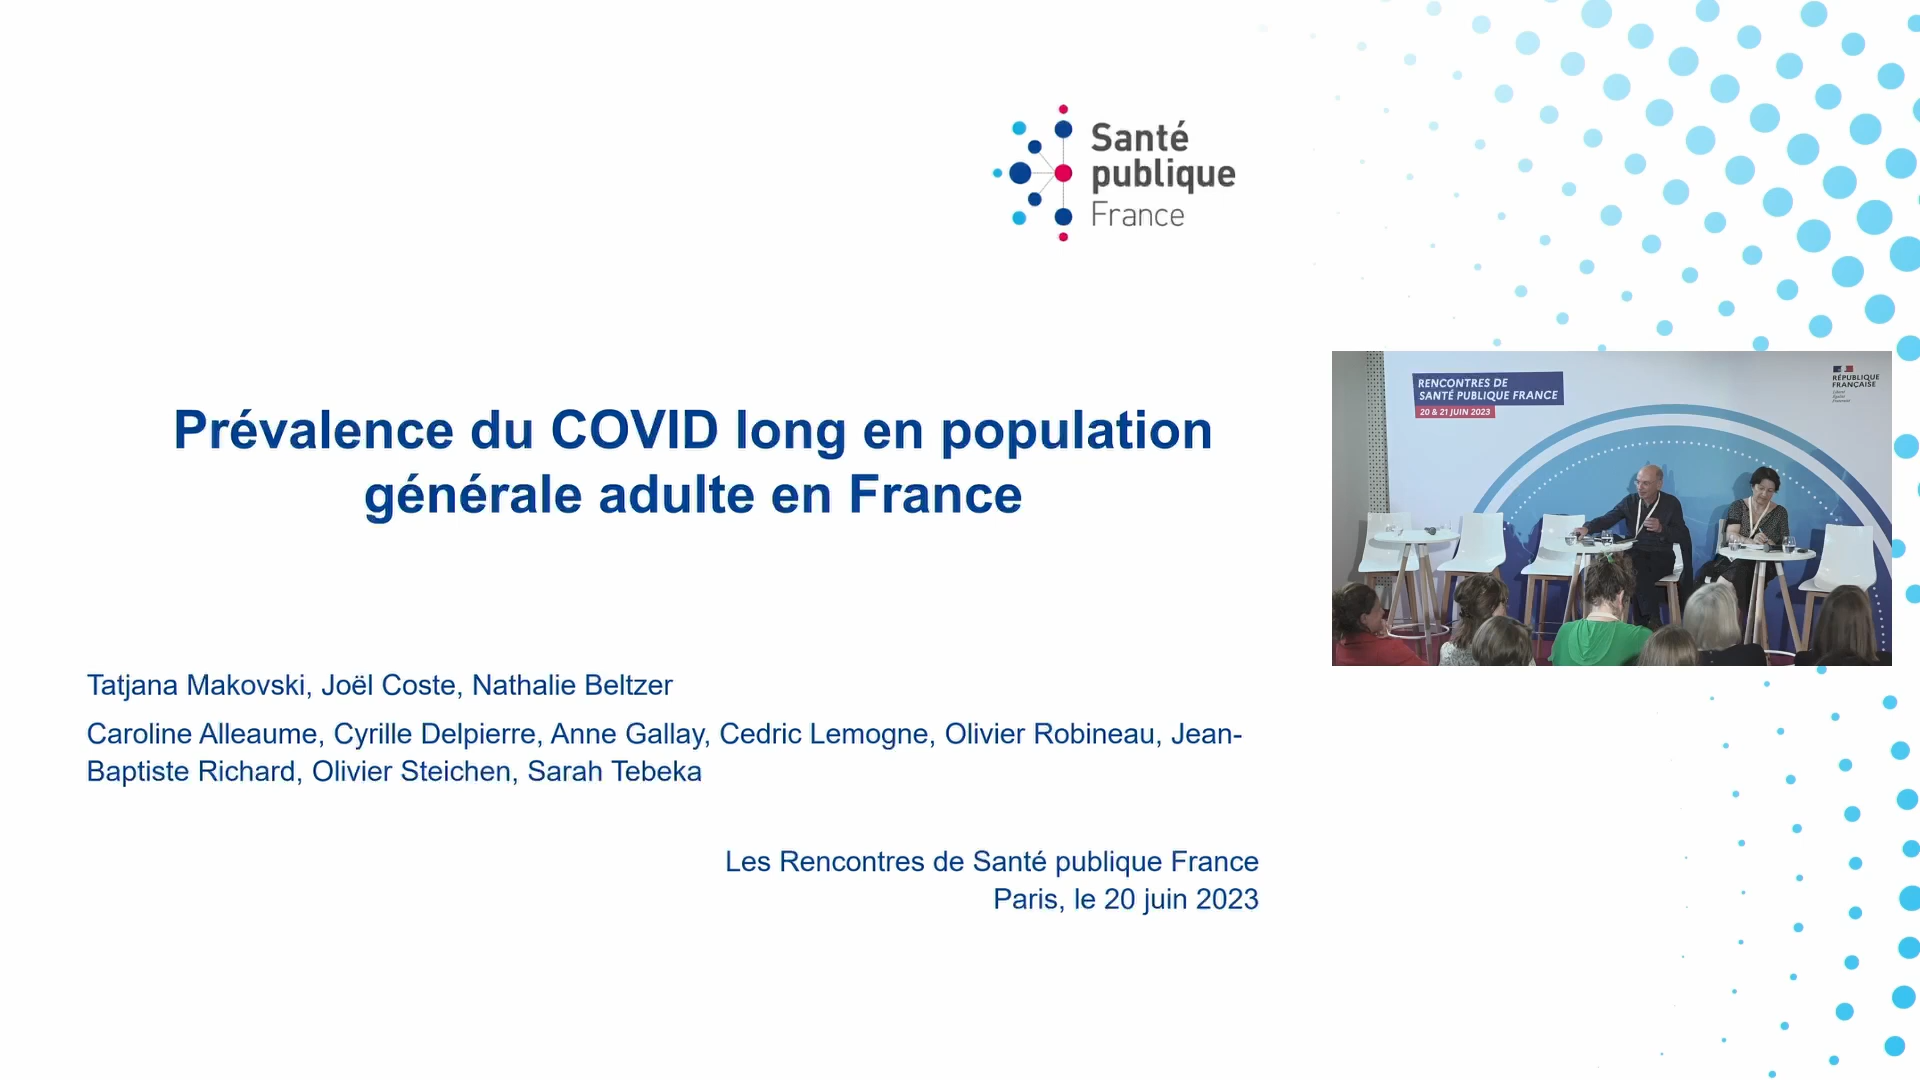 Santé
publique
France
Prévalence du COVID long en population
générale adulte en France
RENCONTRES DE
SANTÉ PUBLIQUE FRANCE
20 & 21 JUIN 2023
RÉPUBLIQUE
FRANÇAISE
Tatjana Makovski, Joël Coste, Nathalie Beltzer
Caroline Alleaume, Cyrille Delpierre, Anne Gallay, Cedric Lemogne, Olivier Robineau, Jean-
Baptiste Richard, Olivier Steichen, Sarah Tebeka
Les Rencontres de Santé publique France
Paris, le 20 juin 2023